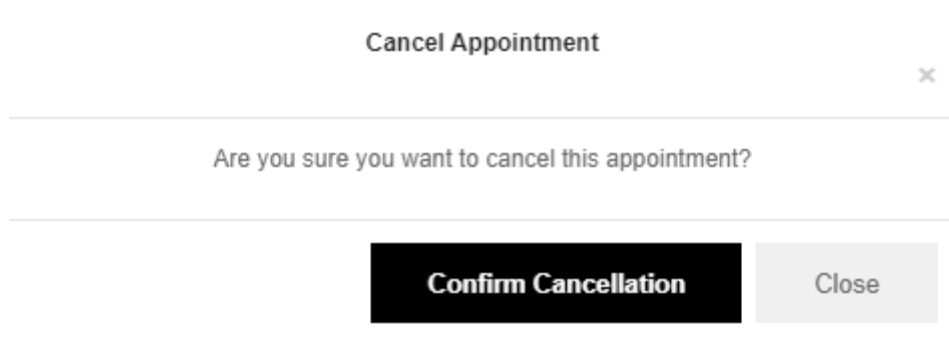 Cancel Appointment
×
Are you sure you want to cancel this appointment?
Confirm Cancellation
Close